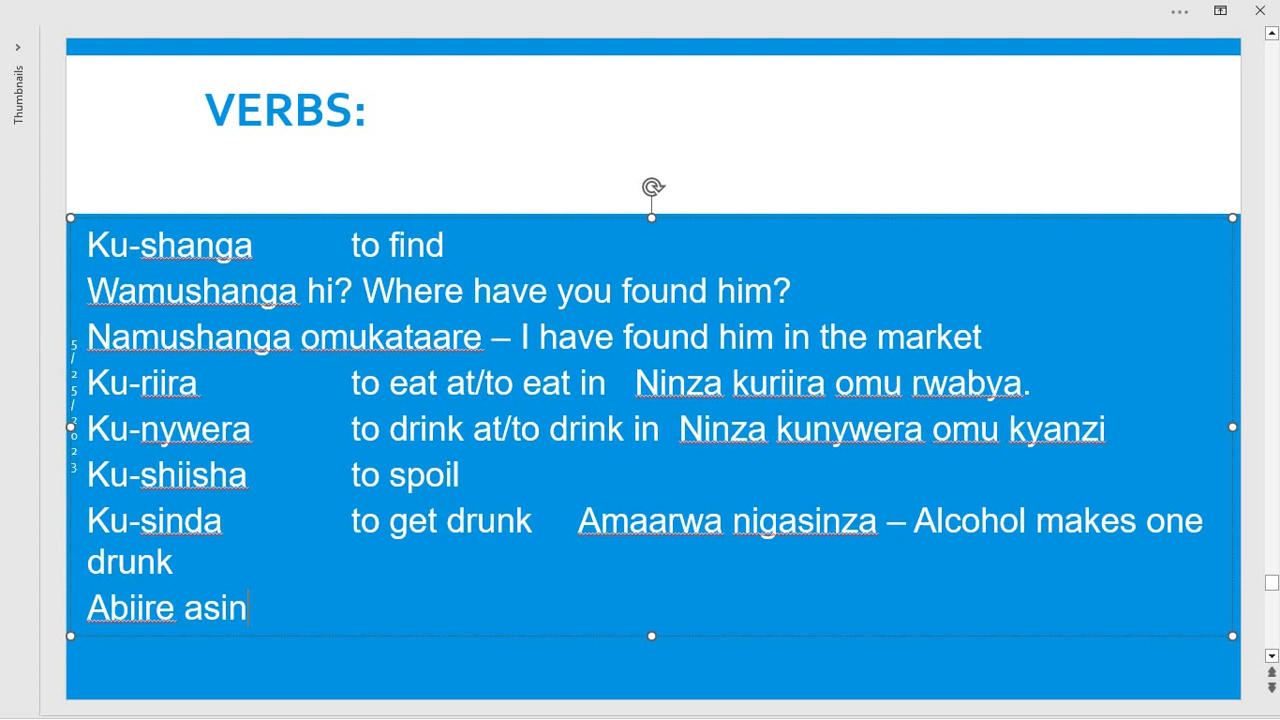 Thumbnails
VERBS:
Ku-shanga to find
Wamushanga hi? Where have you found him?
Namushanga omukataare – I have found him in the market
Ku-riira to eat at/to eat in Ninza kuriira omu rwabya.
Ku-nywera to drink at/to drink in Ninza kunywera omu kyanzi
Ku-shiisha to spoil
Ku-sinda to get drunk Amaarwa nigasinza – Alcohol makes one
drunk
Abiire asin
5/25/2023